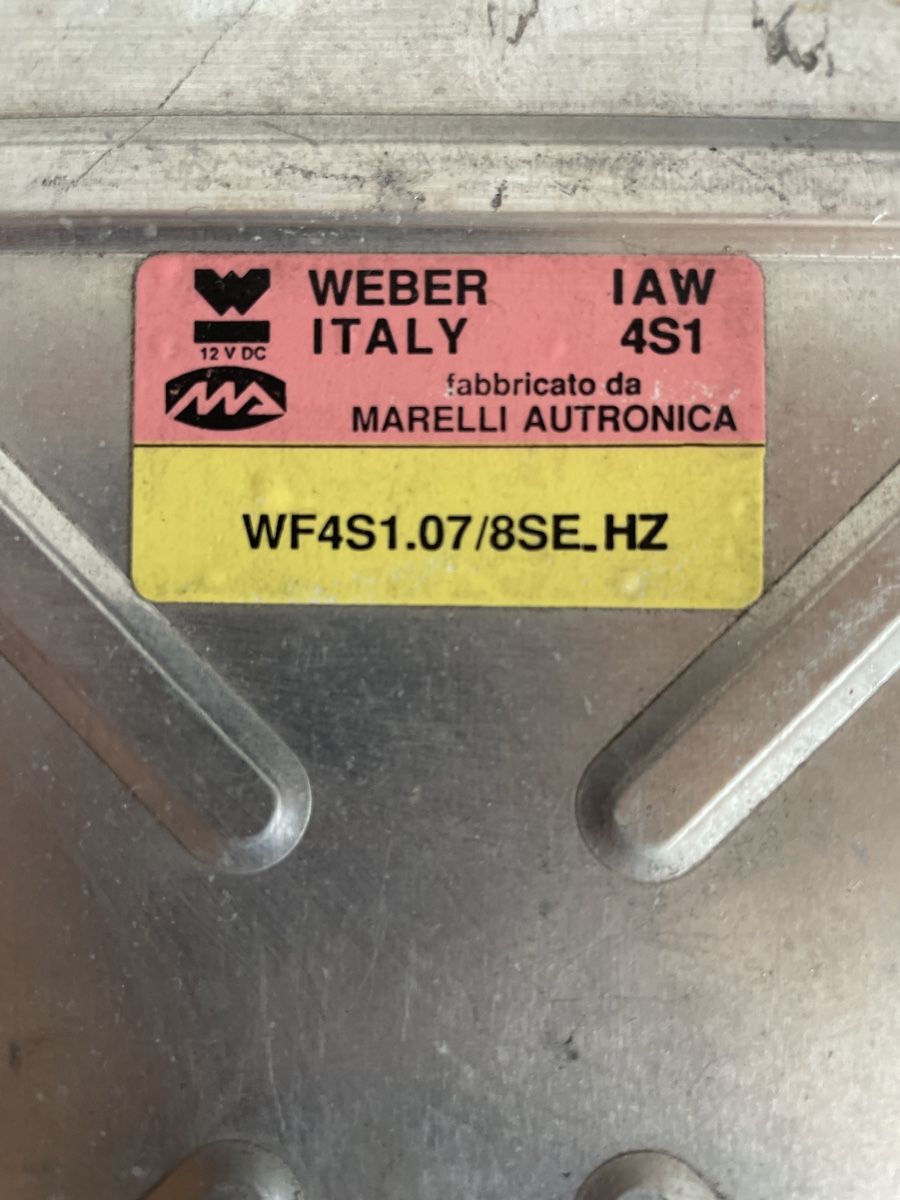 WEBER IAW
ITALY 4S1
12 V DC
fabbricato da
MARELLI AUTRONICA
WF4S1.07/8SE_HZ